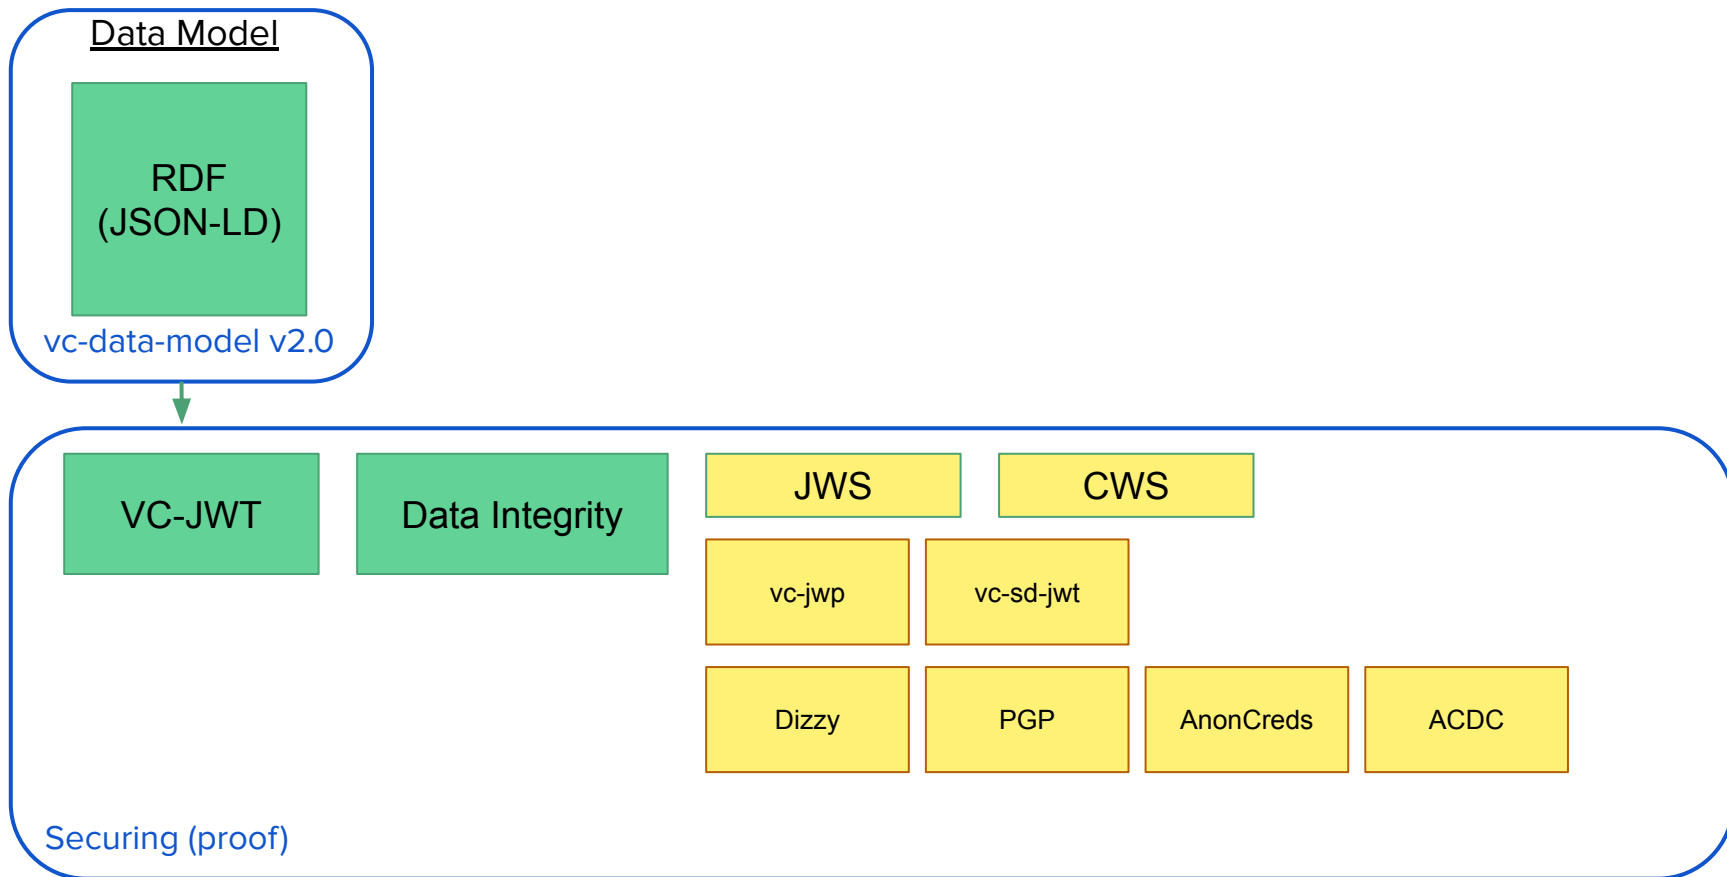 Data Model
RDF
(JSON-LD)
vc-data-model v2.0
VC-JWT
Data Integrity
JWS
CWS
vc-jwp
vc-sd-jwt
Dizzy
PGP
AnonCreds
ACDC
Securing (proof)